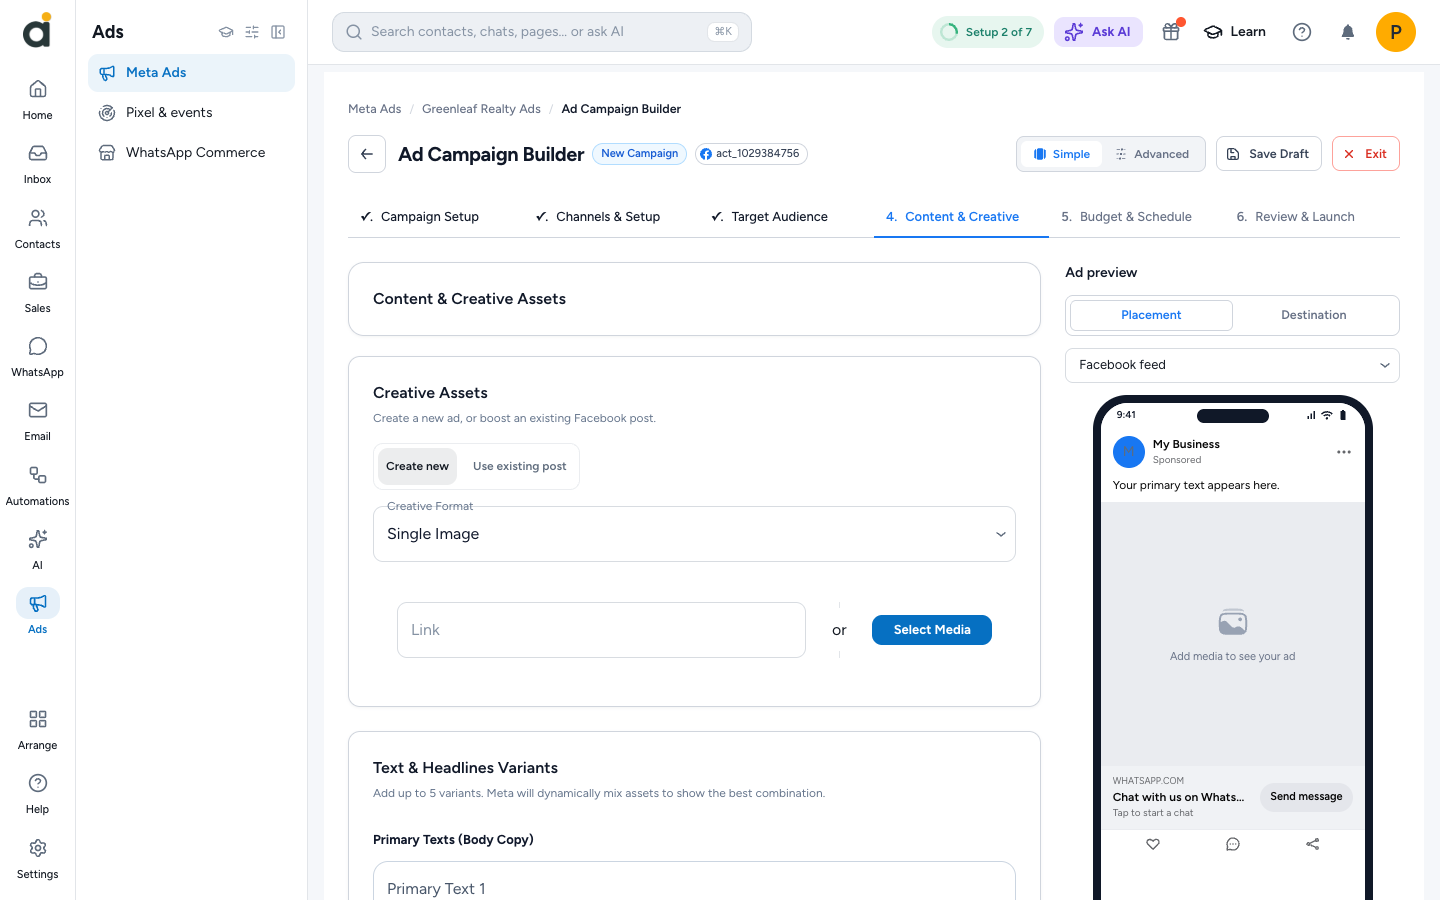 Ads
Search contacts, chats, pages... or ask AI
⌘K
Setup 2 of 7
Ask AI
Learn
P
Home
Inbox
Contacts
Sales
WhatsApp
Email
Automations
AI
Ads
Arrange
Help
Settings
Meta Ads
Pixel & events
WhatsApp Commerce
Meta Ads / Greenleaf Realty Ads / Ad Campaign Builder
Ad Campaign Builder
New Campaign
act_1029384756
Simple
Advanced
Save Draft
Exit
✓. Campaign Setup
✓. Channels & Setup
✓. Target Audience
4. Content & Creative
5. Budget & Schedule
6. Review & Launch
Content & Creative Assets
Creative Assets
Create a new ad, or boost an existing Facebook post.
Create new
Use existing post
Creative Format
Single Image
Link
or
Select Media
Text & Headlines Variants
Add up to 5 variants. Meta will dynamically mix assets to show the best combination.
Primary Texts (Body Copy)
Primary Text 1
Ad preview
Placement
Destination
Facebook feed
9:41
My Business
Sponsored
Your primary text appears here.
Add media to see your ad
WHATSAPP.COM
Chat with us on Whats...
Tap to start a chat
Send message